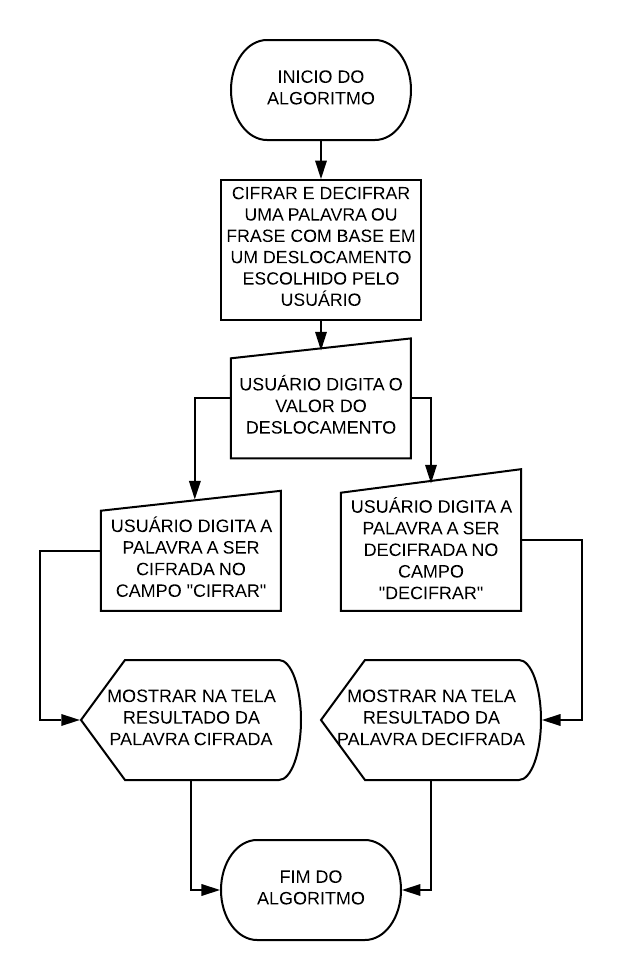 INICIO DO
ALGORITMO
CIFRAR E DECIFRAR
UMA PALAVRA OU
FRASE COM BASE EM
UM DESLOCAMENTO
ESCOLHIDO PELO
USUÁRIO
USUÁRIO DIGITA O
VALOR DO
DESLOCAMENTO
USUÁRIO DIGITA A
PALAVRA A SER
CIFRADA NO
CAMPO "CIFRAR"
USUÁRIO DIGITA A
PALAVRA A SER
DECIFRADA NO
CAMPO
"DECIFRAR"
MOSTRAR NA TELA
RESULTADO DA
PALAVRA CIFRADA
MOSTRAR NA TELA
RESULTADO DA
PALAVRA DECIFRADA
FIM DO
ALGORITMO